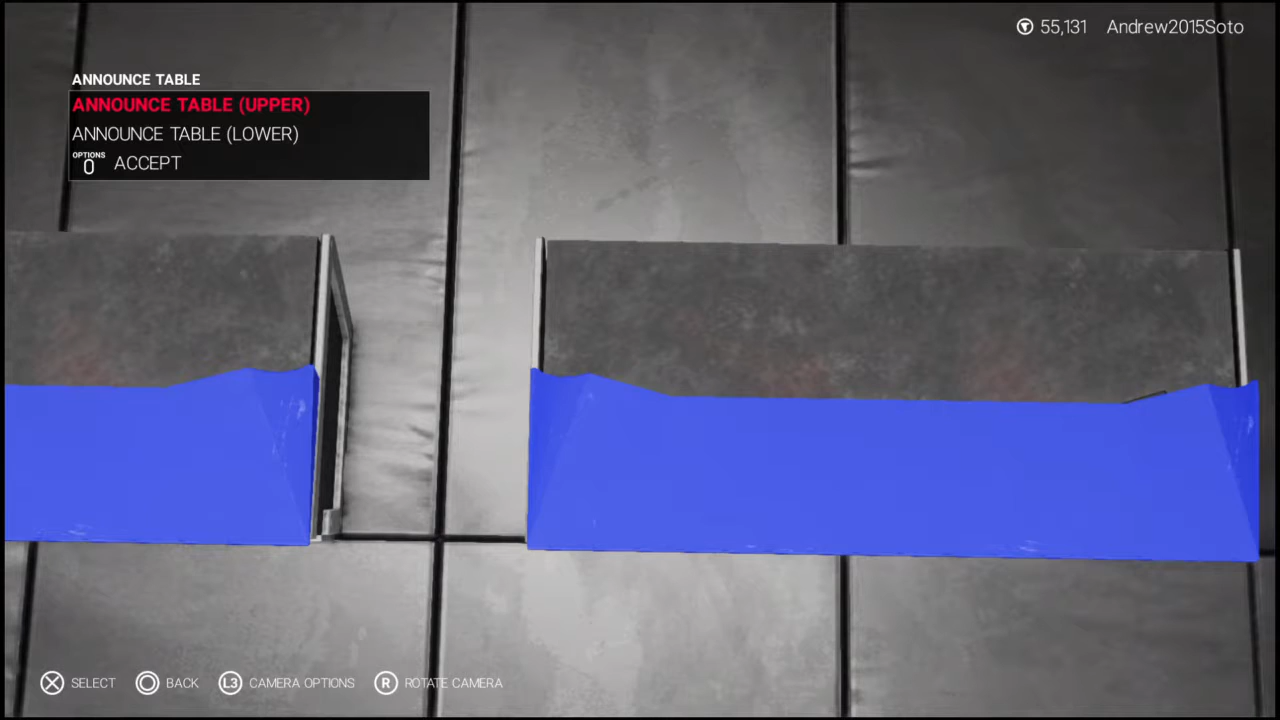 55,131 Andrew2015Soto
ANNOUNCE TABLE
ANNOUNCE TABLE (UPPER)
ANNOUNCE TABLE (LOWER)
OPTIONS
ACCEPT
SELECT BACK L3 CAMERA OPTIONS R ROTATE CAMERA